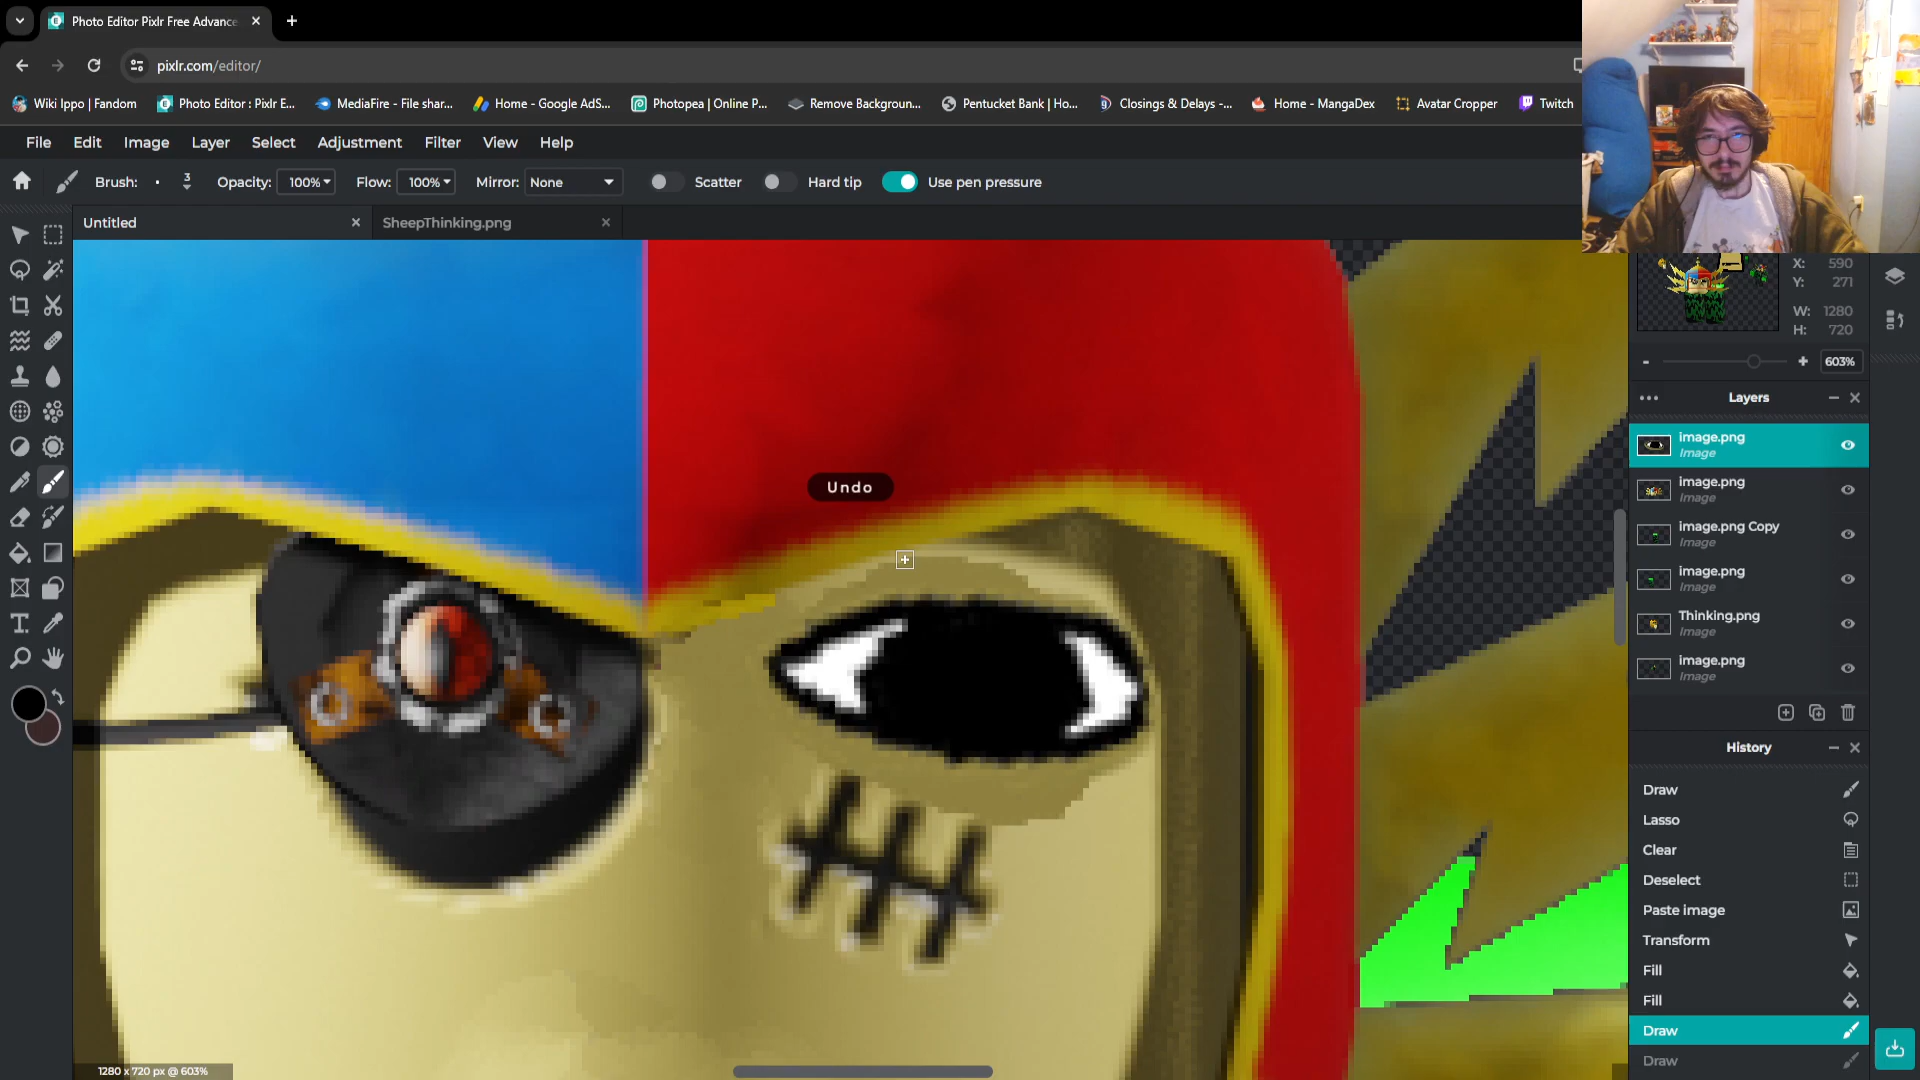 Photo Editor Pixlr Free Advance
pixlr.com/editor/
Wiki Ippo | Fandom
Photo Editor : Pixlr E...
MediaFire - File shar...
Home - Google AdS...
Photopea | Online P...
Remove Backgroun...
Pentucket Bank | Ho...
Closings & Delays -...
Home - MangaDex
Avatar Cropper
Twitch
File Edit Image Layer Select Adjustment Filter View Help
Brush: 3 Opacity: 100% Flow: 100% Mirror: None Scatter Hard tip Use pen pressure
Untitled
SheepThinking.png
X: 590
Y: 271
W: 1280
H: 720
603%
Layers
image.png
Image
image.png
Image
image.png Copy
Image
image.png
Image
Thinking.png
Image
image.png
Image
Undo
History
Draw
Lasso
Clear
Deselect
Paste image
Transform
Fill
Fill
Draw
Draw
1280 x 720 px @ 603%